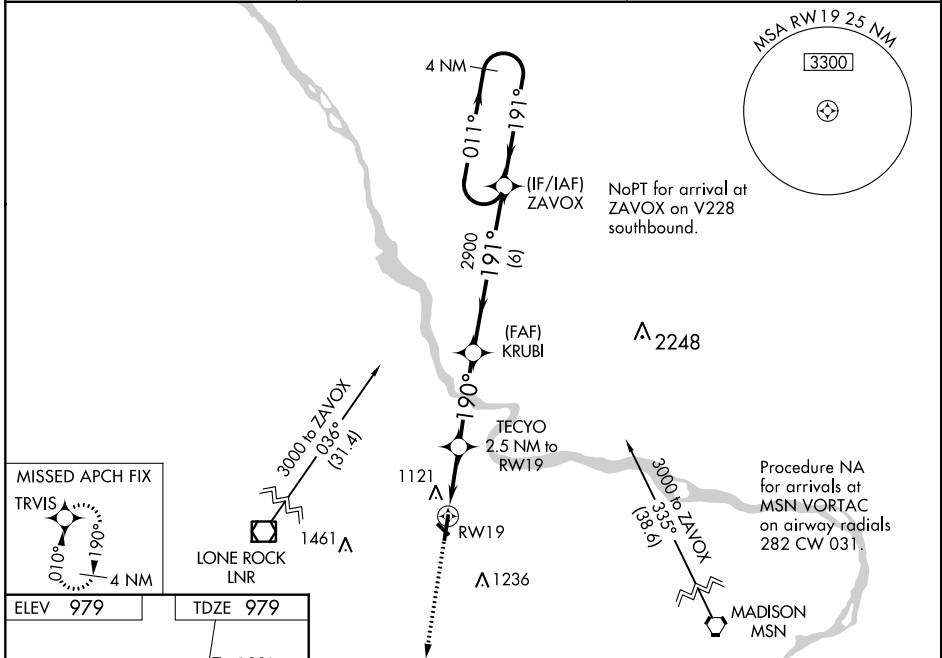 MSA RW19 25 NM
3300
4 NM
011°
191°
(IF/IAF)
ZAVOX
NoPT for arrival at
ZAVOX on V228
southbound.
2900
191°
(6)
(FAF)
KRUBI
2248
190°
3000 to ZAVOX
036°
(31.4)
TECYO
2.5 NM to
RW19
1121
RW19
1461
LONE ROCK
LNR
1236
3000 to ZAVOX
335°
(38.6)
Procedure NA
for arrivals at
MSN VORTAC
on airway radials
282 CW 031.
MADISON
MSN
MISSED APCH FIX
TRVIS
010°
190°
4 NM
ELEV 979
TDZE 979